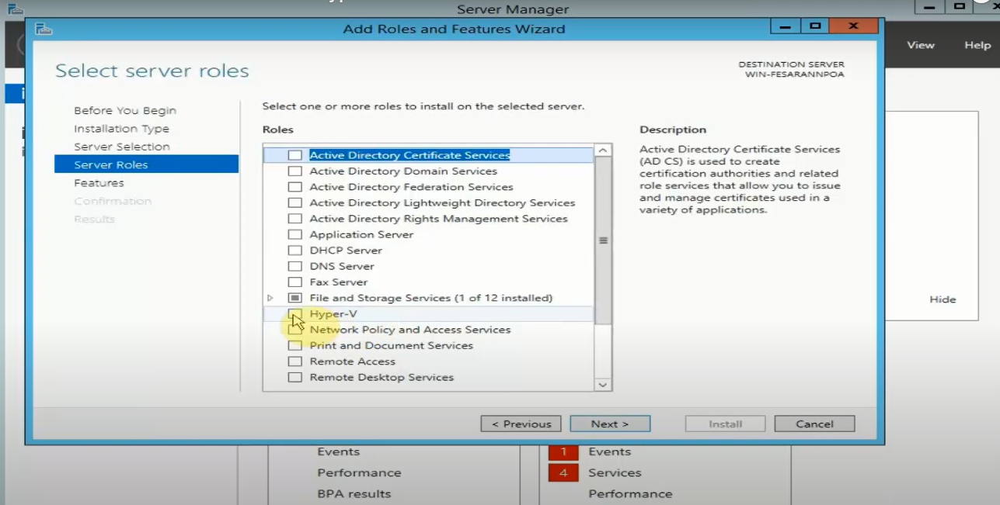 Server Manager
Add Roles and Features Wizard
View Help
Select server roles
DESTINATION SERVER
WIN-FESARANNPOA
Before You Begin
Installation Type
Server Selection
Server Roles
Features
Confirmation
Results
Select one or more roles to install on the selected server.
Roles
Active Directory Certificate Services
Active Directory Domain Services
Active Directory Federation Services
Active Directory Lightweight Directory Services
Active Directory Rights Management Services
Application Server
DHCP Server
DNS Server
Fax Server
File and Storage Services (1 of 12 installed)
Hyper-V
Network Policy and Access Services
Print and Document Services
Remote Access
Remote Desktop Services
Description
Active Directory Certificate Services
(AD CS) is used to create
certification authorities and related
role services that allow you to issue
and manage certificates used in a
variety of applications.
Hide
< Previous
Next >
Install
Cancel
Events
Performance
BPA results
1 Events
4 Services
Performance